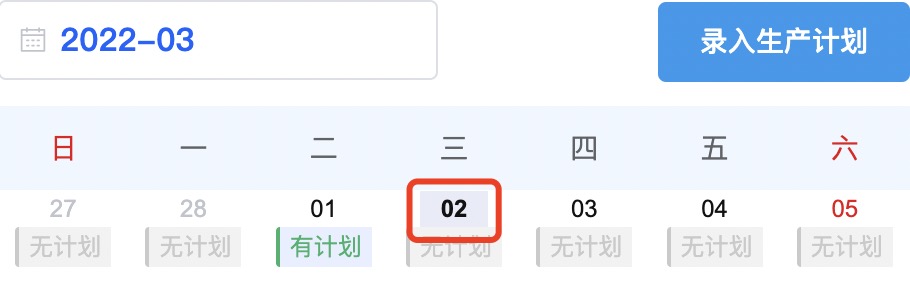 2022-03
录入生产计划
日 一 二 三 四 五 六
27 28 01 02 03 04 05
无计划 无计划 有计划 无计划 无计划 无计划 无计划